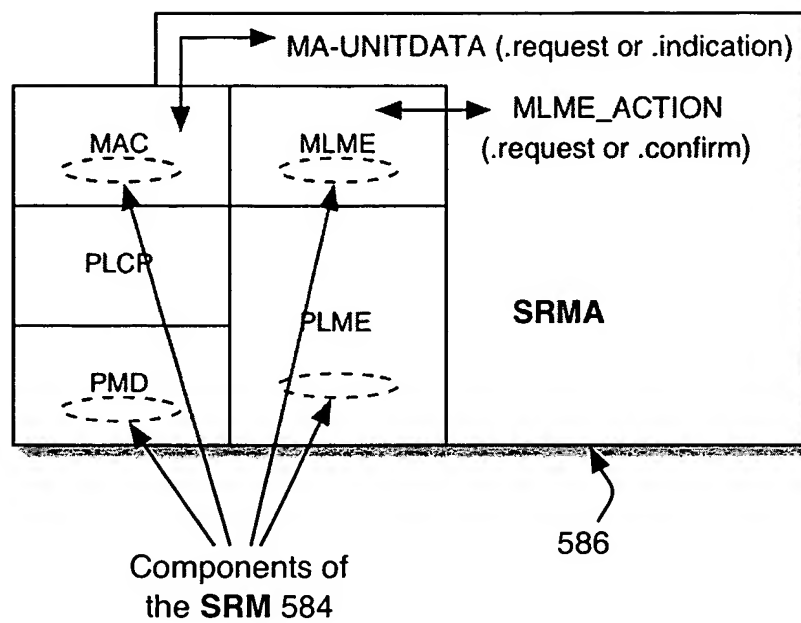 MA-UNITDATA (.request or .indication)
MLME_ACTION
(.request or .confirm)
MAC
MLME
PLCP
PLME
SRMA
PMD
586
Components of
the SRM 584